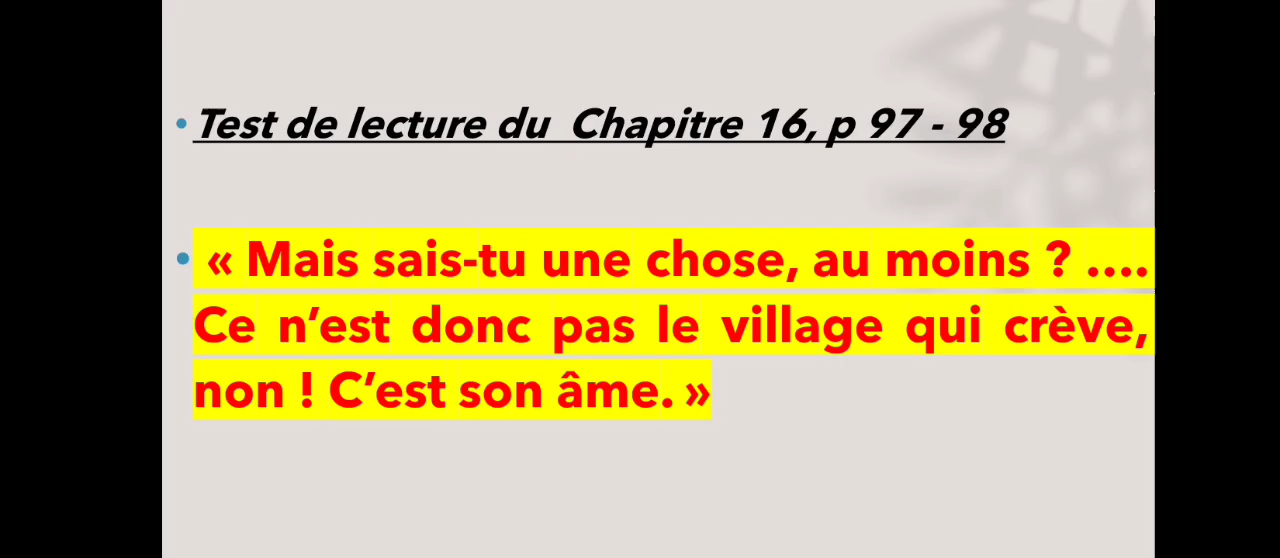 • Test de lecture du Chapitre 16, p 97 - 98
• « Mais sais-tu une chose, au moins ? ....
Ce n’est donc pas le village qui crève,
non ! C’est son âme. »